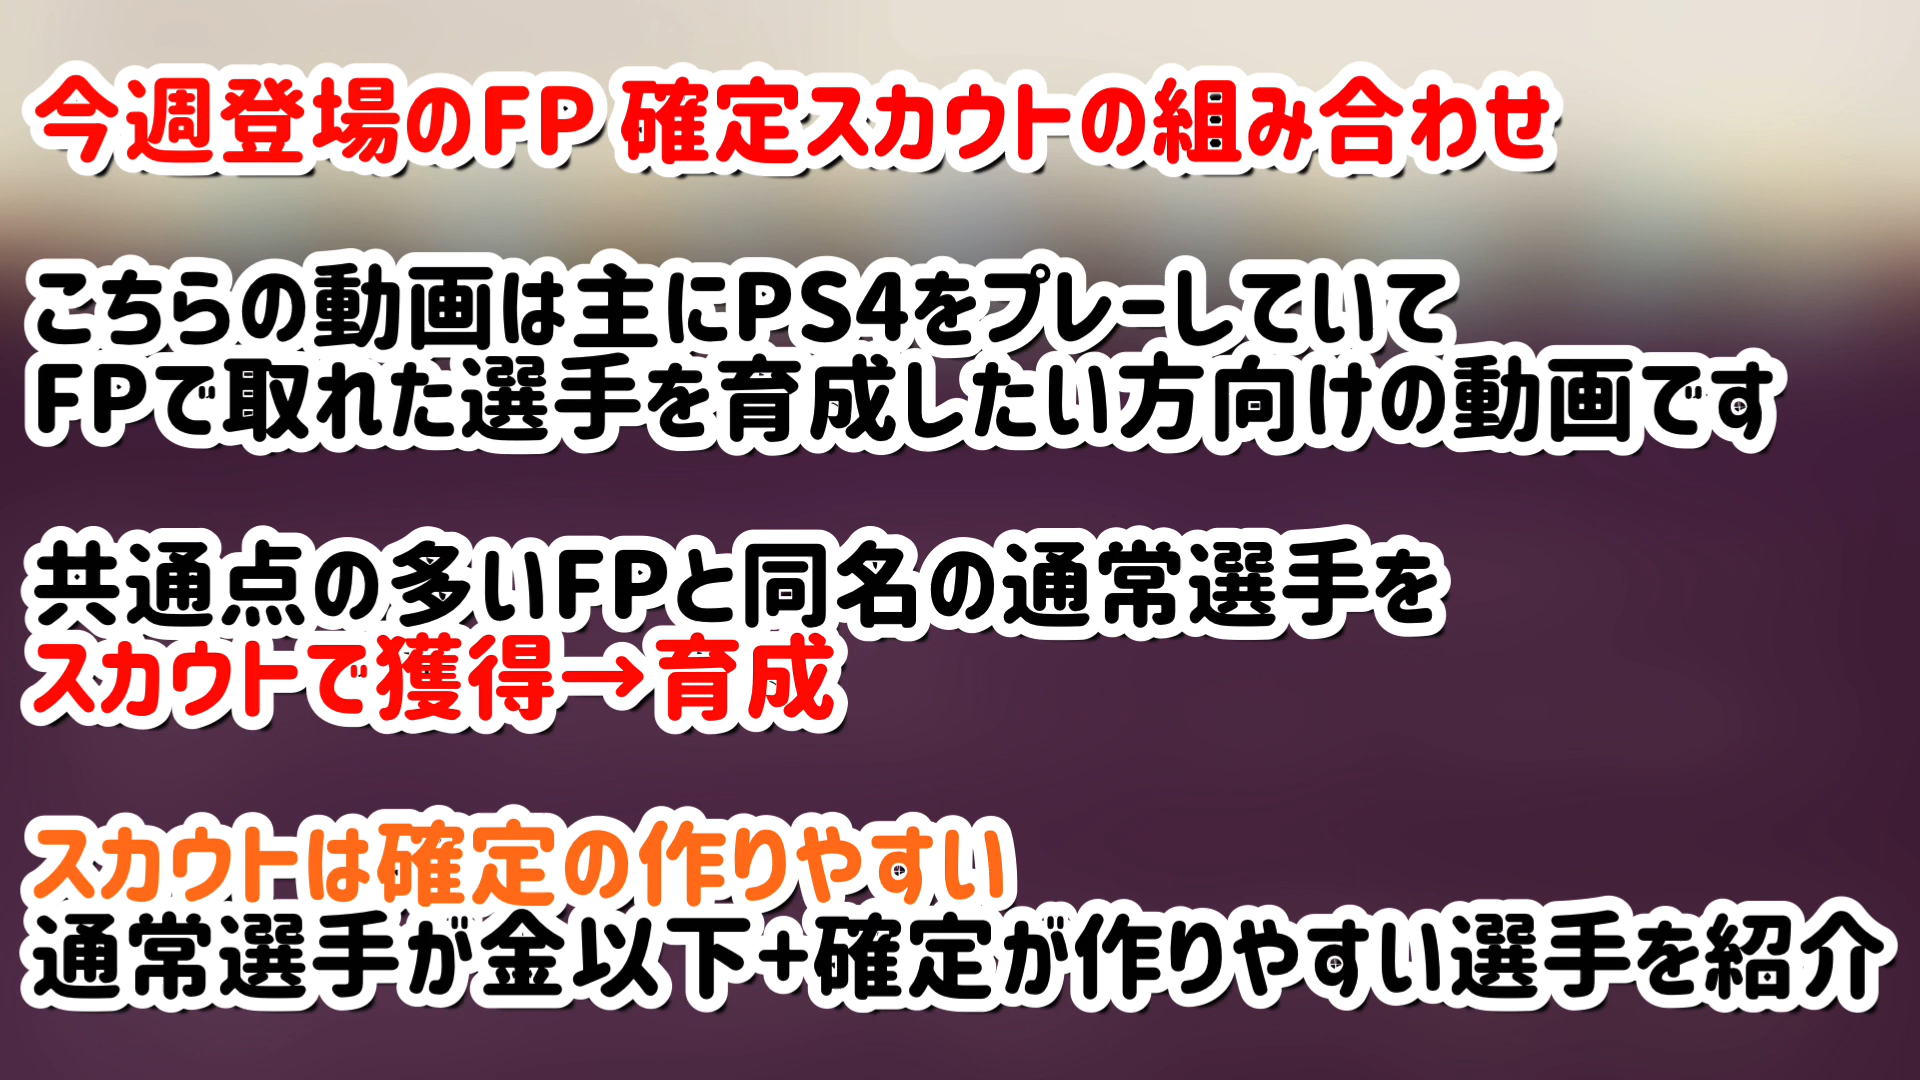 今週登場のFP 確定スカウトの組み合わせ
こちらの動画は主にPS4をプレーしていて
FPで取れた選手を育成したい方向けの動画です
共通点の多いFPと同名の通常選手を
スカウトで獲得→育成
スカウトは確定の作りやすい
通常選手が金以下+確定が作りやすい選手を紹介